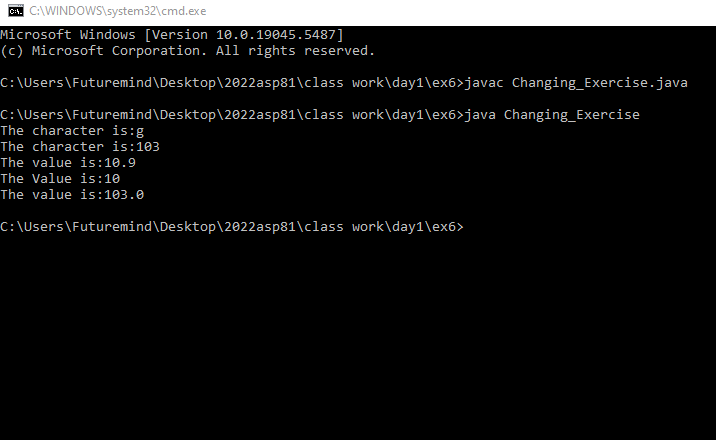 C:\WINDOWS\system32\cmd.exe
Microsoft Windows [Version 10.0.19045.5487]
(c) Microsoft Corporation. All rights reserved.
C:\Users\Futuremind\Desktop\2022asp81\class work\day1\ex6>javac Changing_Exercise.java
C:\Users\Futuremind\Desktop\2022asp81\class work\day1\ex6>java Changing_Exercise
The character is:g
The character is:103
The value is:10.9
The Value is:10
The value is:103.0
C:\Users\Futuremind\Desktop\2022asp81\class work\day1\ex6>